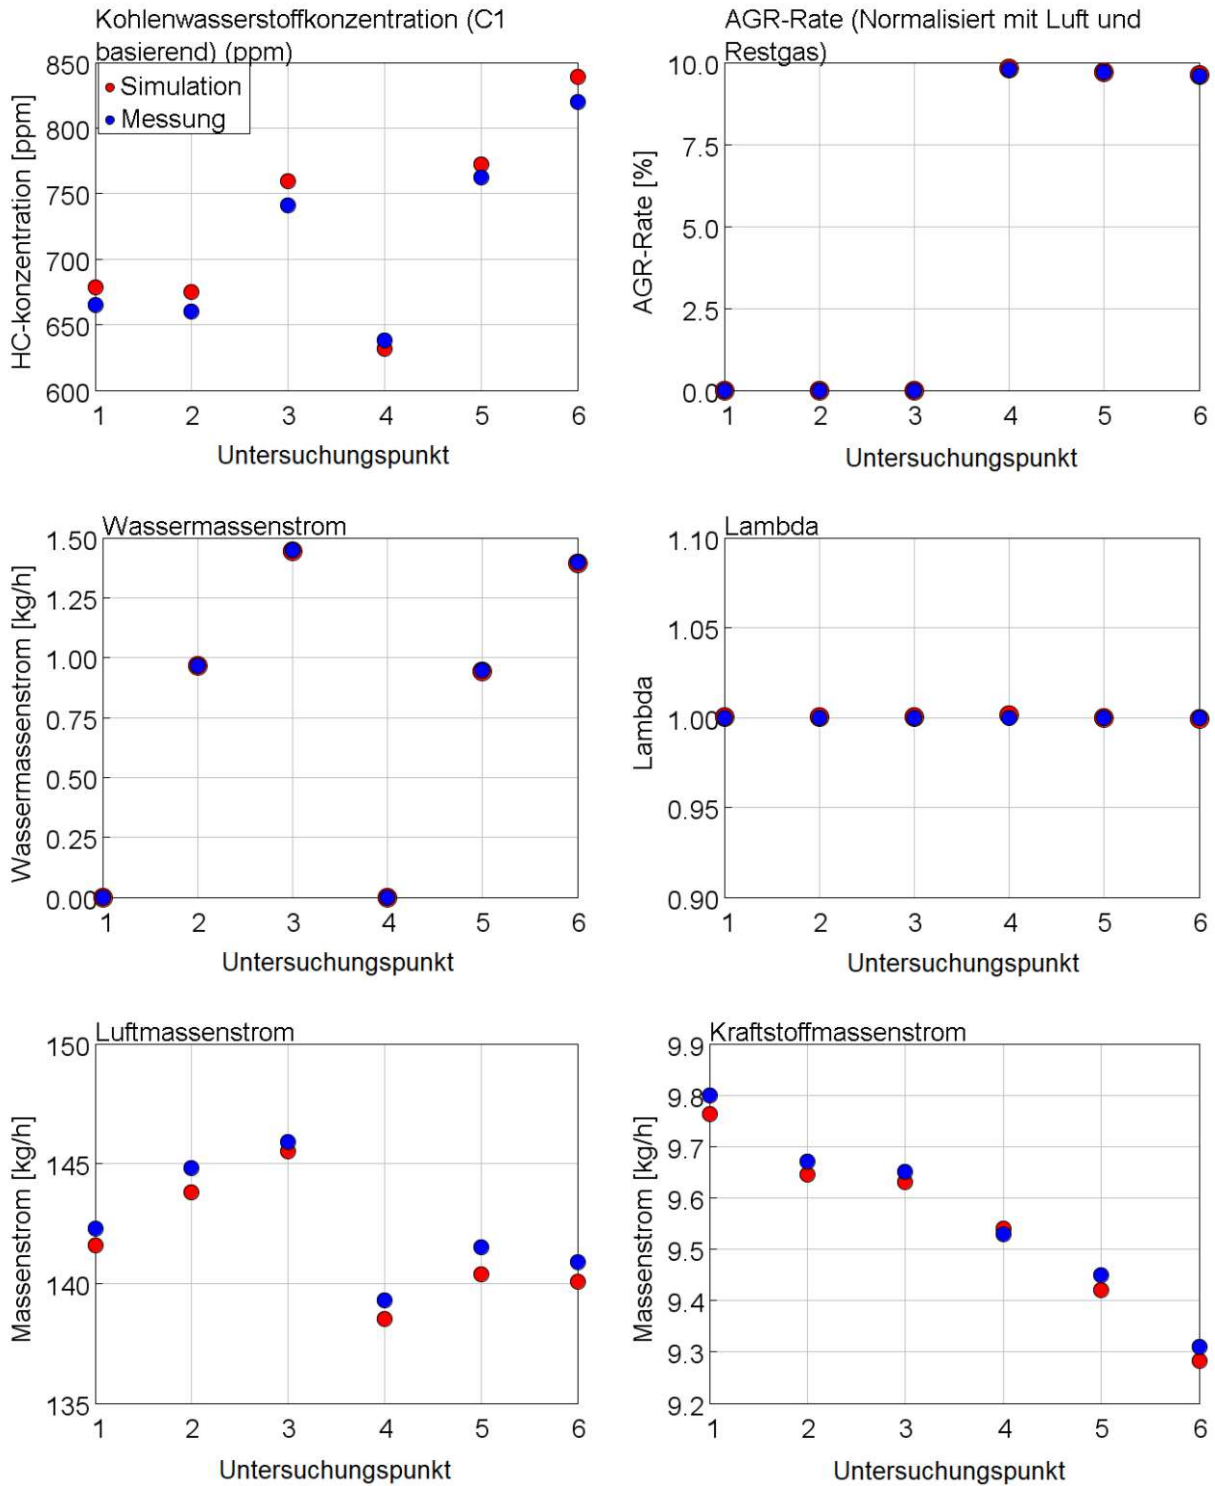 Kohlenwasserstoffkonzentration (C1
basierend) (ppm)
HC-konzentration [ppm]
850
800
750
700
650
600
Simulation
Messung
1 2 3 4 5 6
Untersuchungspunkt
AGR-Rate (Normalisiert mit Luft und
Restgas)
AGR-Rate [%]
10.0
7.5
5.0
2.5
0.0
1 2 3 4 5 6
Untersuchungspunkt
Wassermassenstrom
Wassermassenstrom [kg/h]
1.50
1.25
1.00
0.75
0.50
0.25
0.00
1 2 3 4 5 6
Untersuchungspunkt
Lambda
Lambda
1.10
1.05
1.00
0.95
0.90
1 2 3 4 5 6
Untersuchungspunkt
Luftmassenstrom
Massenstrom [kg/h]
150
145
140
135
1 2 3 4 5 6
Untersuchungspunkt
Kraftstoffmassenstrom
Massenstrom [kg/h]
9.9
9.8
9.7
9.6
9.5
9.4
9.3
9.2
1 2 3 4 5 6
Untersuchungspunkt